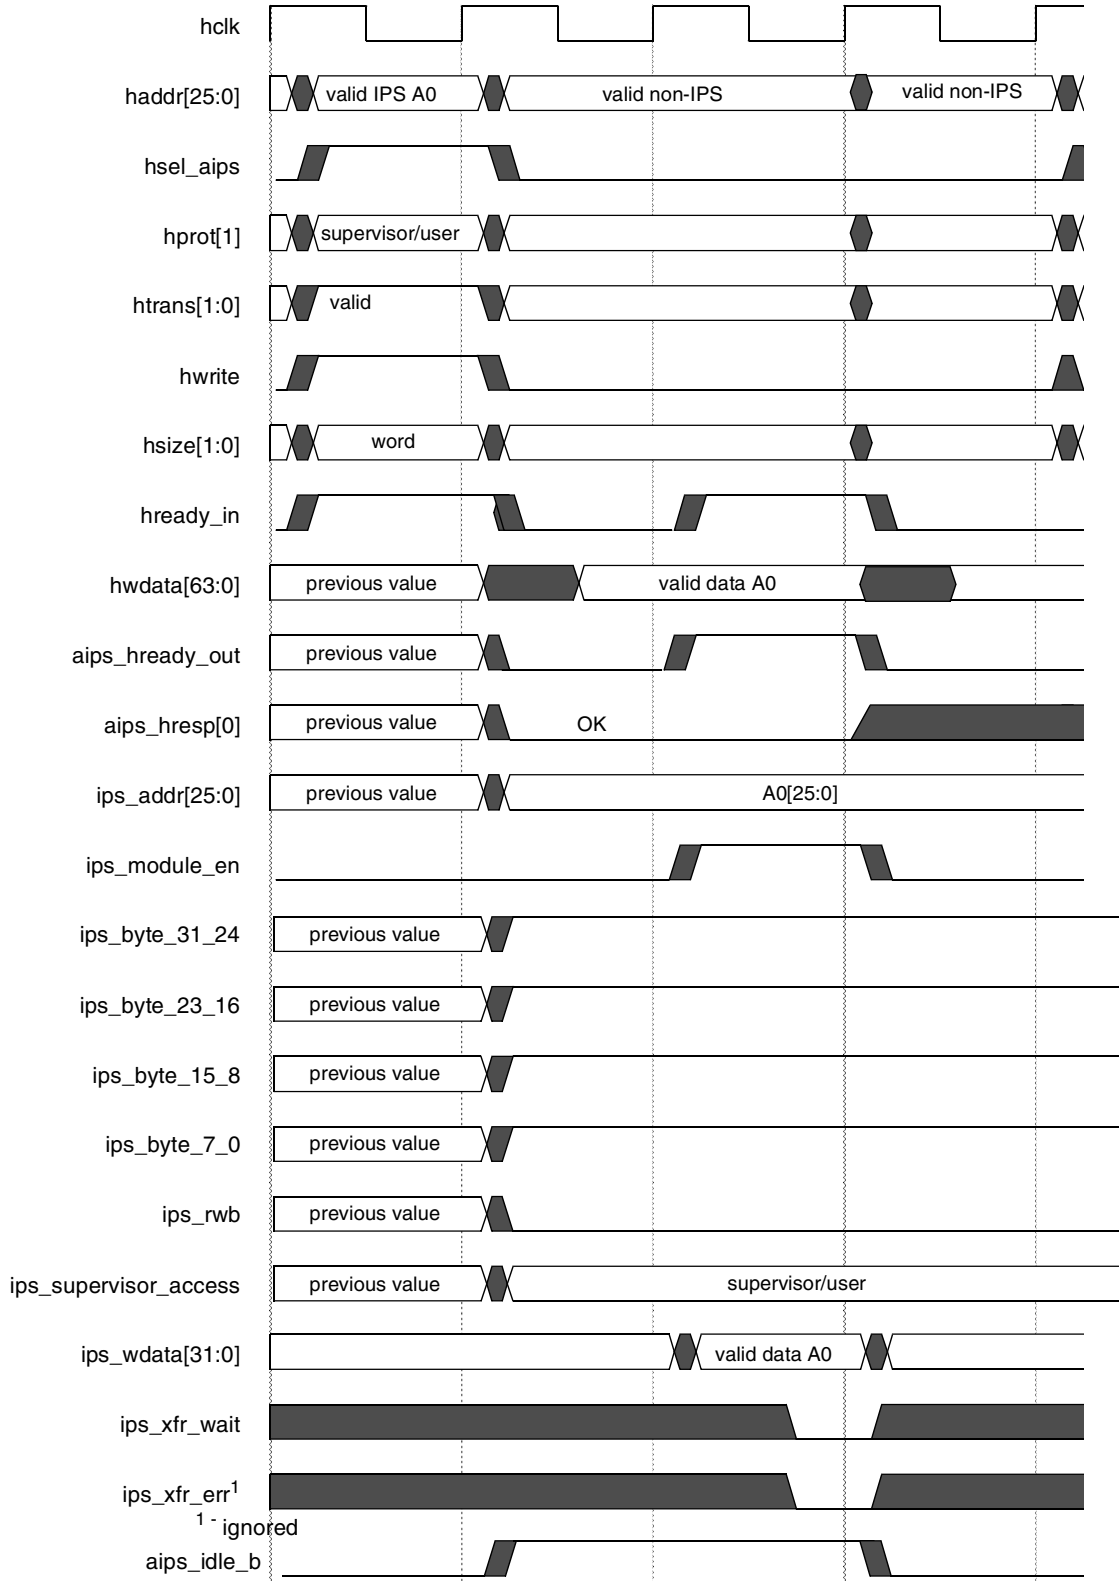 hclk
haddr[25:0] valid IPS A0 valid non-IPS valid non-IPS
hsel_aips
hprot[1] supervisor/user
htrans[1:0] valid
hwrite
hsize[1:0] word
hready_in
hwdata[63:0] previous value valid data A0
aips_hready_out previous value
aips_hresp[0] previous value OK
ips_addr[25:0] previous value A0[25:0]
ips_module_en
ips_byte_31_24 previous value
ips_byte_23_16 previous value
ips_byte_15_8 previous value
ips_byte_7_0 previous value
ips_rwb previous value
ips_supervisor_access previous value supervisor/user
ips_wdata[31:0] valid data A0
ips_xfr_wait
ips_xfr_err1
1 - ignored
aips_idle_b